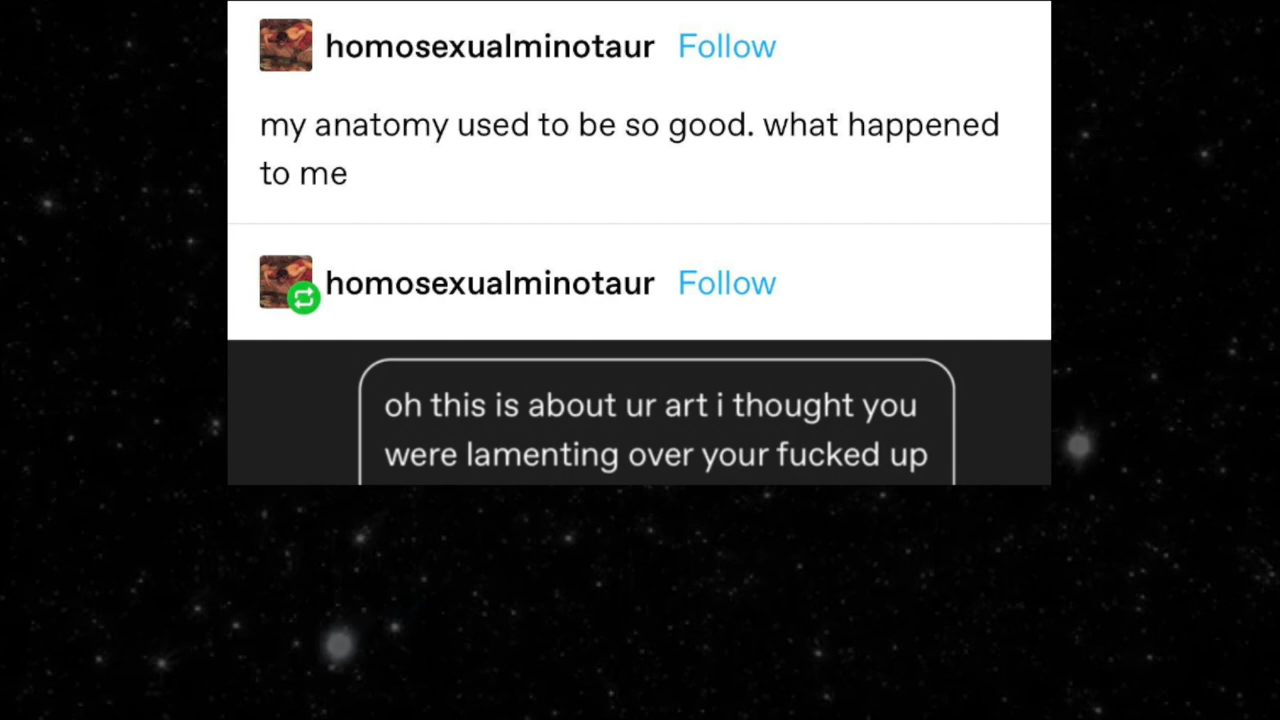 homosexualminotaur Follow
my anatomy used to be so good. what happened
to me
homosexualminotaur Follow
oh this is about ur art i thought you
were lamenting over your fucked up